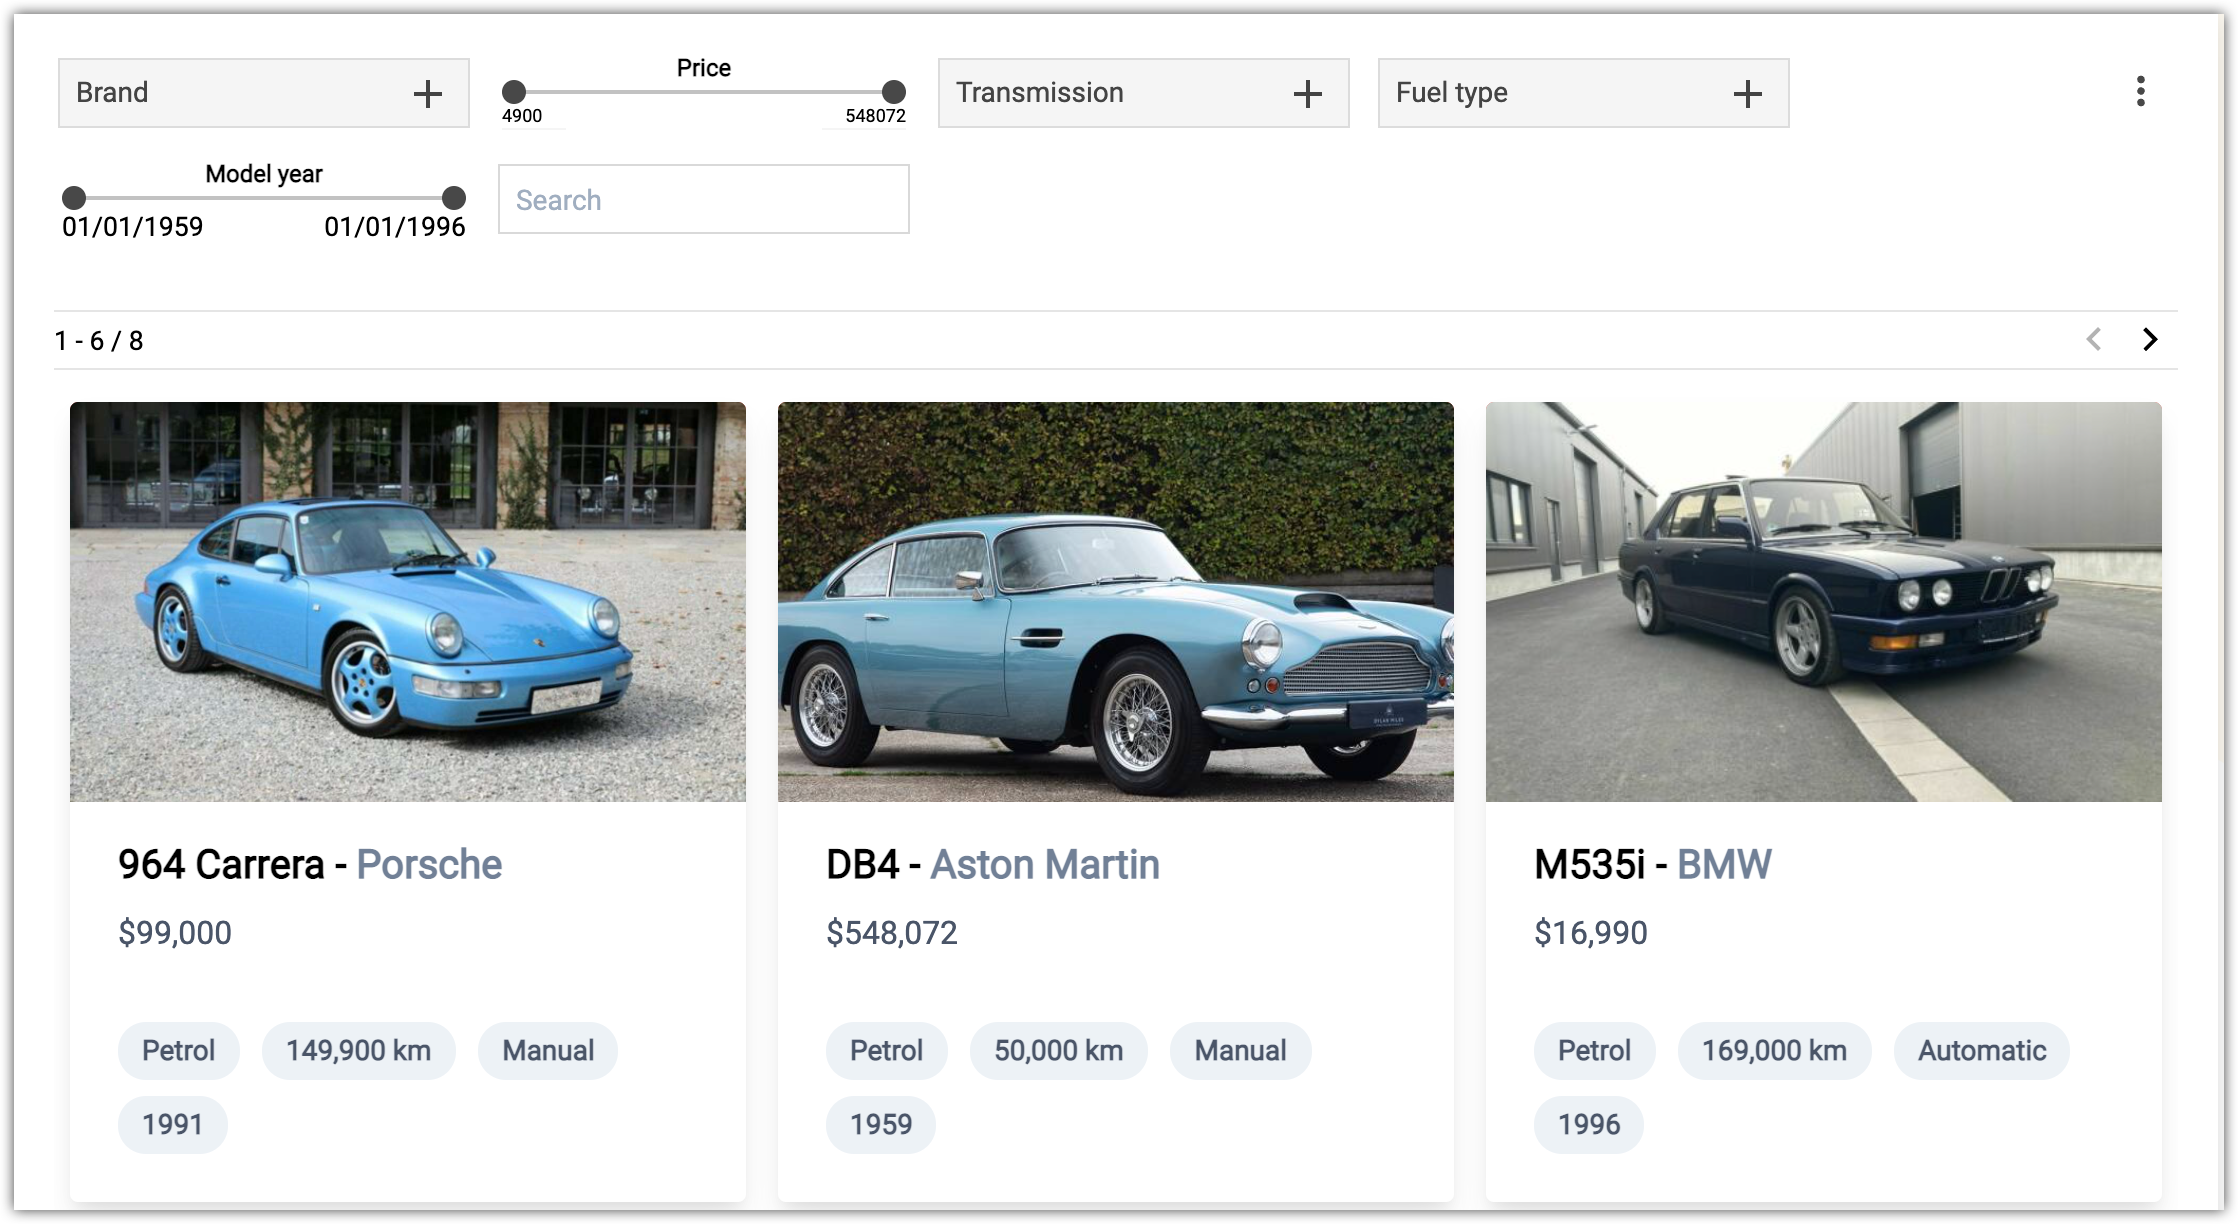 Brand
Price
4900 548072
Transmission
Fuel type
Model year
01/01/1959 01/01/1996
Search
1 - 6 / 8
964 Carrera - Porsche
$99,000
Petrol 149,900 km Manual
1991
DYLAN MILES
DB4 - Aston Martin
$548,072
Petrol 50,000 km Manual
1959
M535i - BMW
$16,990
Petrol 169,000 km Automatic
1996